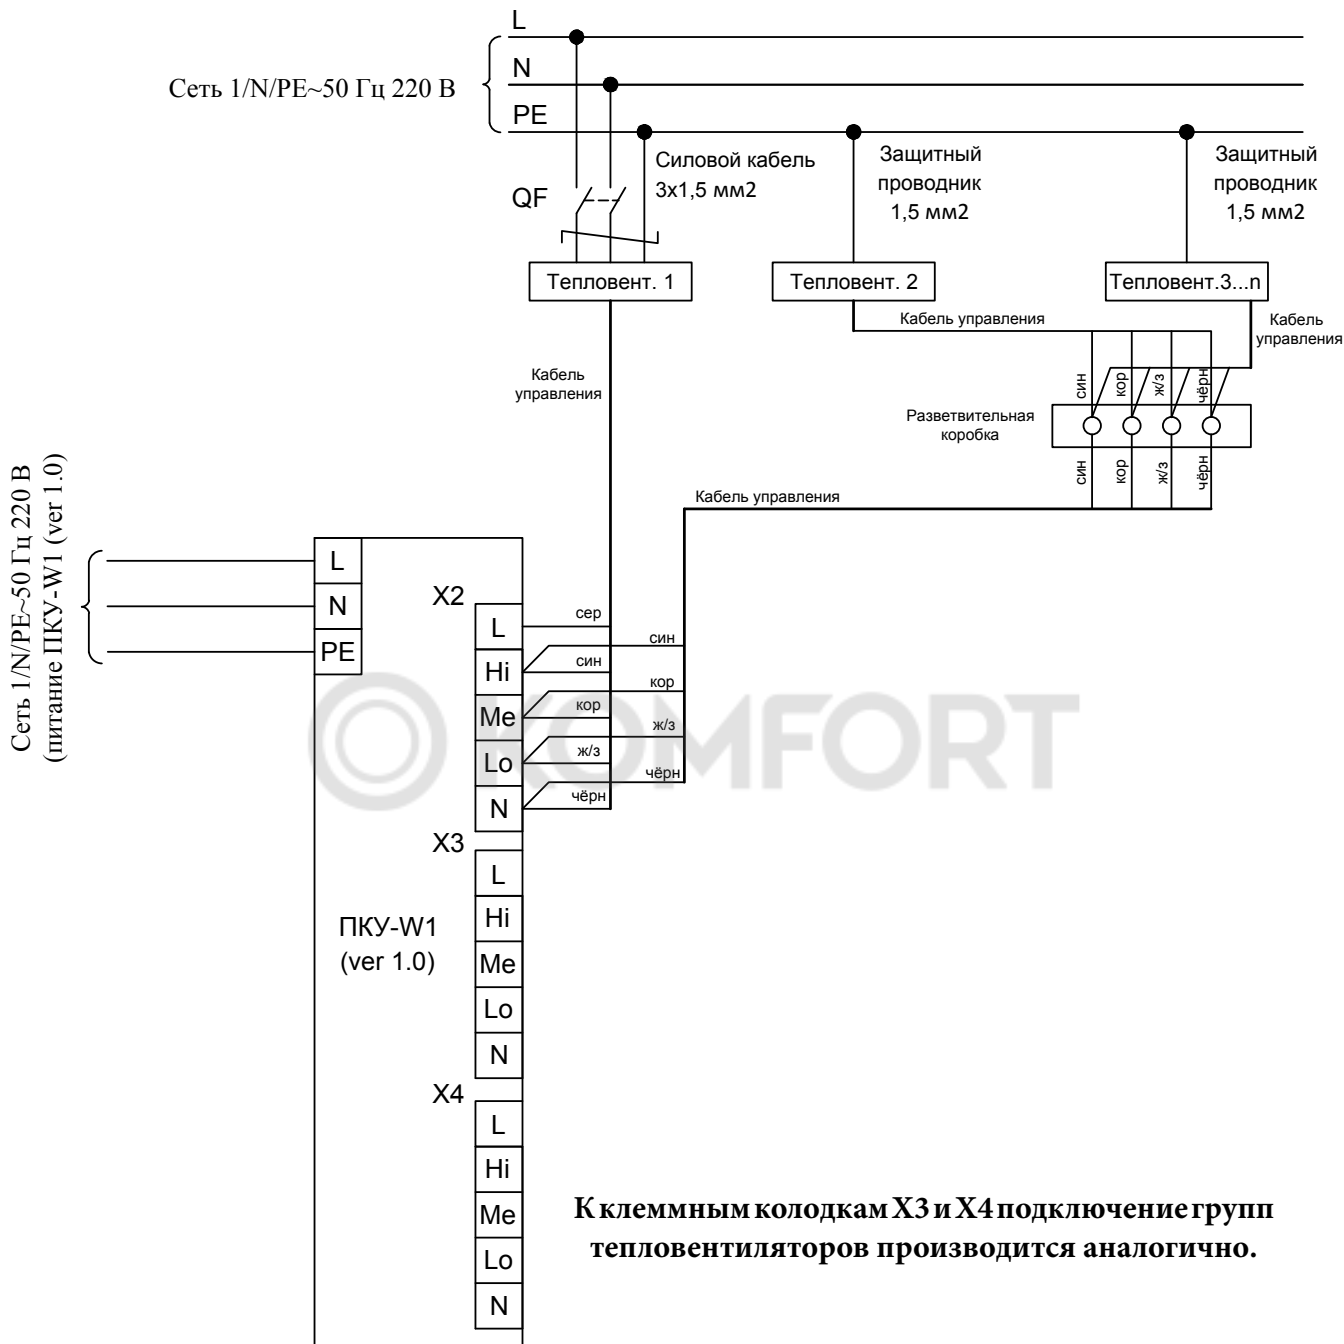 L
Сеть 1/N/PE~50 Гц 220 В
N
PE
Силовой кабель
3х1,5 мм2
Защитный
проводник
1,5 мм2
Защитный
проводник
1,5 мм2
QF
Тепловент. 1
Тепловент. 2
Тепловент.3...n
Кабель управления
Кабель
управления
Кабель
управления
син
кор
ж/з
чёрн
Разветвительная
коробка
син
кор
ж/з
чёрн
Кабель управления
Сеть 1/N/PE~50 Гц 220 В
(питание ПКУ-W1 (ver 1.0)
L
N
PE
X2
L
Hi
Me
Lo
N
сер
син
син
кор
кор
ж/з
ж/з
чёрн
чёрн
KOMFORT
X3
L
Hi
Me
Lo
N
ПКУ-W1
(ver 1.0)
X4
L
Hi
Me
Lo
N
К клеммным колодкам X3 и X4 подключение групп
тепловентиляторов производится аналогично.